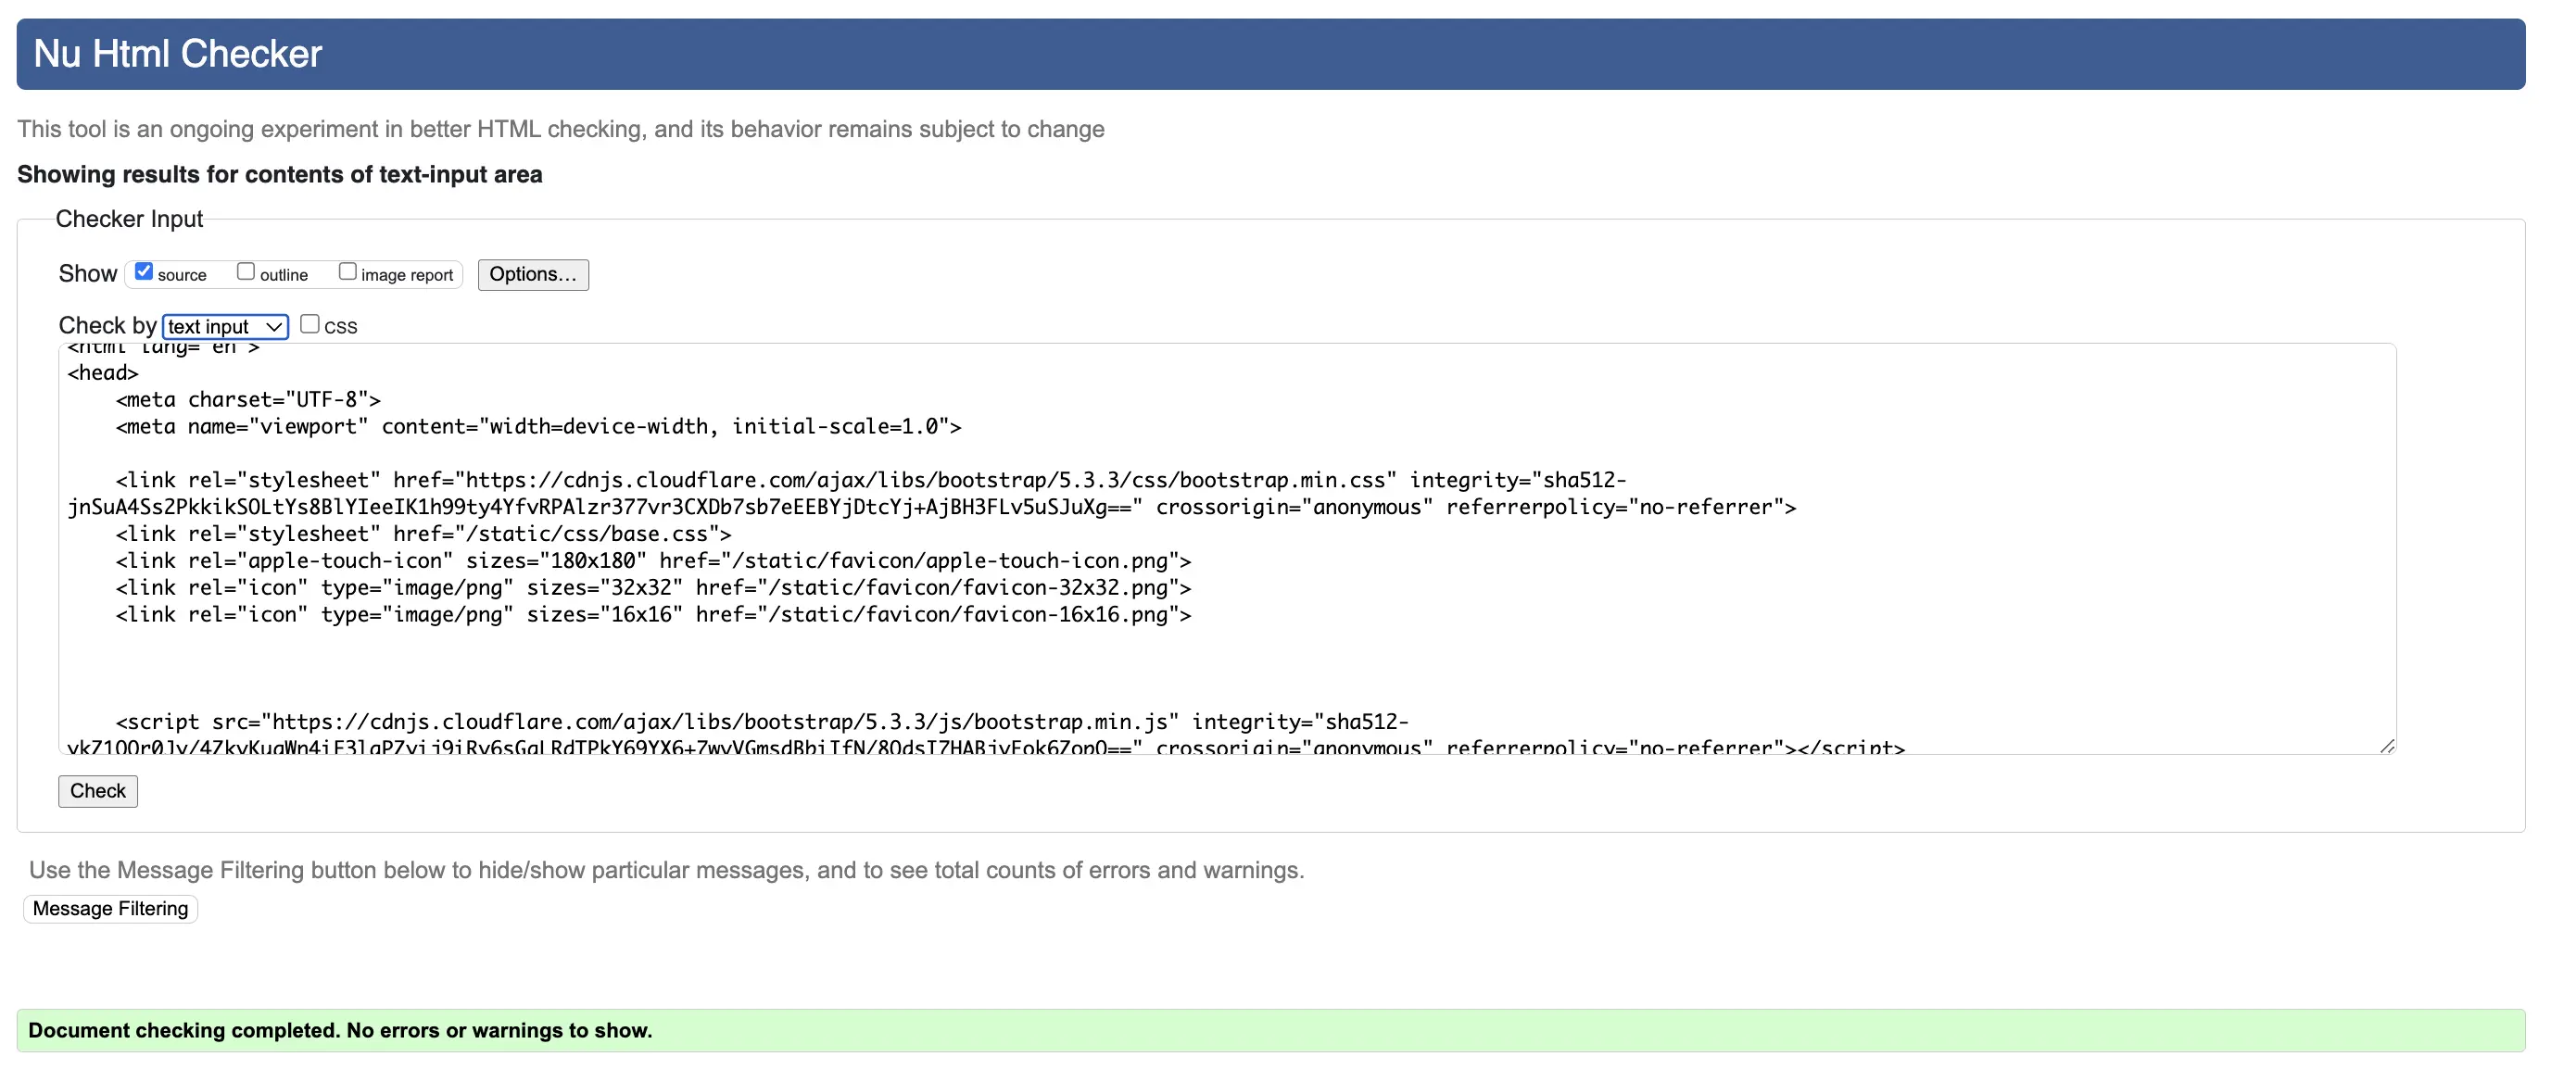 Nu Html Checker
This tool is an ongoing experiment in better HTML checking, and its behavior remains subject to change
Showing results for contents of text-input area
Checker Input
Show source outline image report Options...
Check by text input css
<html lang="en">
<head>
<meta charset="UTF-8">
<meta name="viewport" content="width=device-width, initial-scale=1.0">
<link rel="stylesheet" href="https://cdnjs.cloudflare.com/ajax/libs/bootstrap/5.3.3/css/bootstrap.min.css" integrity="sha512-
jnSuA4Ss2PkkikSOLtYs8BlYIeeIK1h99ty4YfvRPAlzr377vr3CXDb7sb7eEEBYjDtcYj+AjBH3FLv5uSJuXg==" crossorigin="anonymous" referrerpolicy="no-referrer">
<link rel="stylesheet" href="/static/css/base.css">
<link rel="apple-touch-icon" sizes="180x180" href="/static/favicon/apple-touch-icon.png">
<link rel="icon" type="image/png" sizes="32x32" href="/static/favicon/favicon-32x32.png">
<link rel="icon" type="image/png" sizes="16x16" href="/static/favicon/favicon-16x16.png">
<script src="https://cdnjs.cloudflare.com/ajax/libs/bootstrap/5.3.3/js/bootstrap.min.js" integrity="sha512-
crossorigin="anonymous" referrerpolicy="no-referrer"></script>
Check
Use the Message Filtering button below to hide/show particular messages, and to see total counts of errors and warnings.
Message Filtering
Document checking completed. No errors or warnings to show.